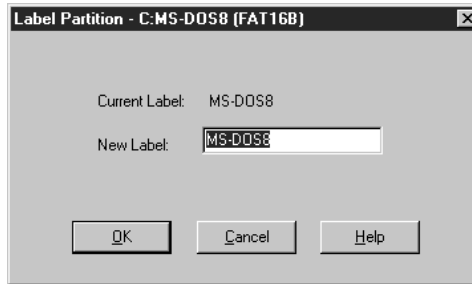 Label Partition - C:MS-DOS8 (FAT16B)
Current Label: MS-DOS8
New Label: MS-DOS8
OK Cancel Help